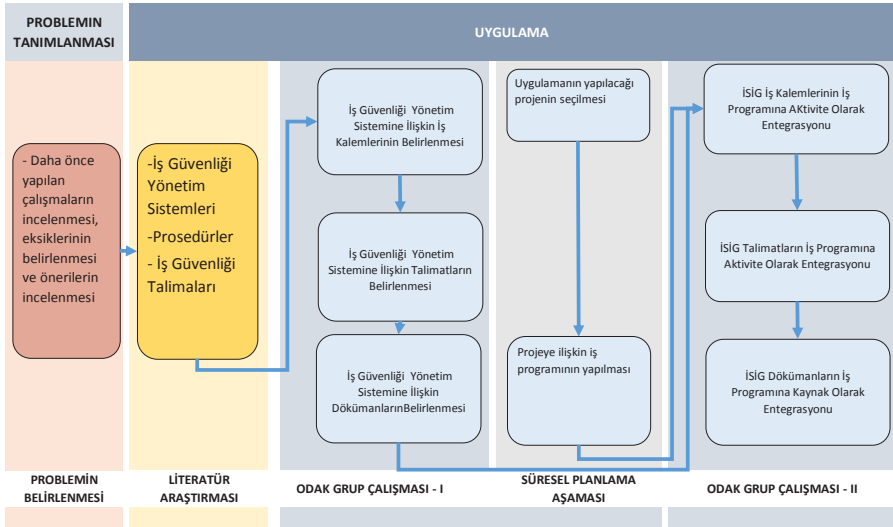 PROBLEMIN
TANIMLANMASI
UYGULAMA
- Daha önce
yapılan
çalışmaların
incelenmesi,
eksiklerinin
belirlenmesi
ve önerilerin
incelenmesi
-İş Güvenliği
Yönetim
Sistemleri
-Prosedürler
- İş Güvenliği
Talimaları
İş Güvenliği Yönetim
Sistemine İlişkin İş
Kalemlerinin Belirlenmesi
İş Güvenliği Yönetim
Sistemine İlişkin Talimatların
Belirlenmesi
İş Güvenliği Yönetim
Sistemine İlişkin
DökümanlarınBelirlenmesi
Uygulamanın yapılacağı
projenin seçilmesi
Projeye ilişkin iş
programının yapılması
İSİG İş Kalemlerinin İş
Programına AKtivite Olarak
Entegrasyonu
İSİG Talimatların İş Programına
Aktivite Olarak Entegrasyonu
İSİG Dökümanların İş
Programına Kaynak Olarak
Entegrasyonu
PROBLEMİN
BELİRLENMESİ
LİTERATÜR
ARAŞTIRMASI
ODAK GRUP ÇALIŞMASI - I
SÜRESEL PLANLAMA
AŞAMASI
ODAK GRUP ÇALIŞMASI - II